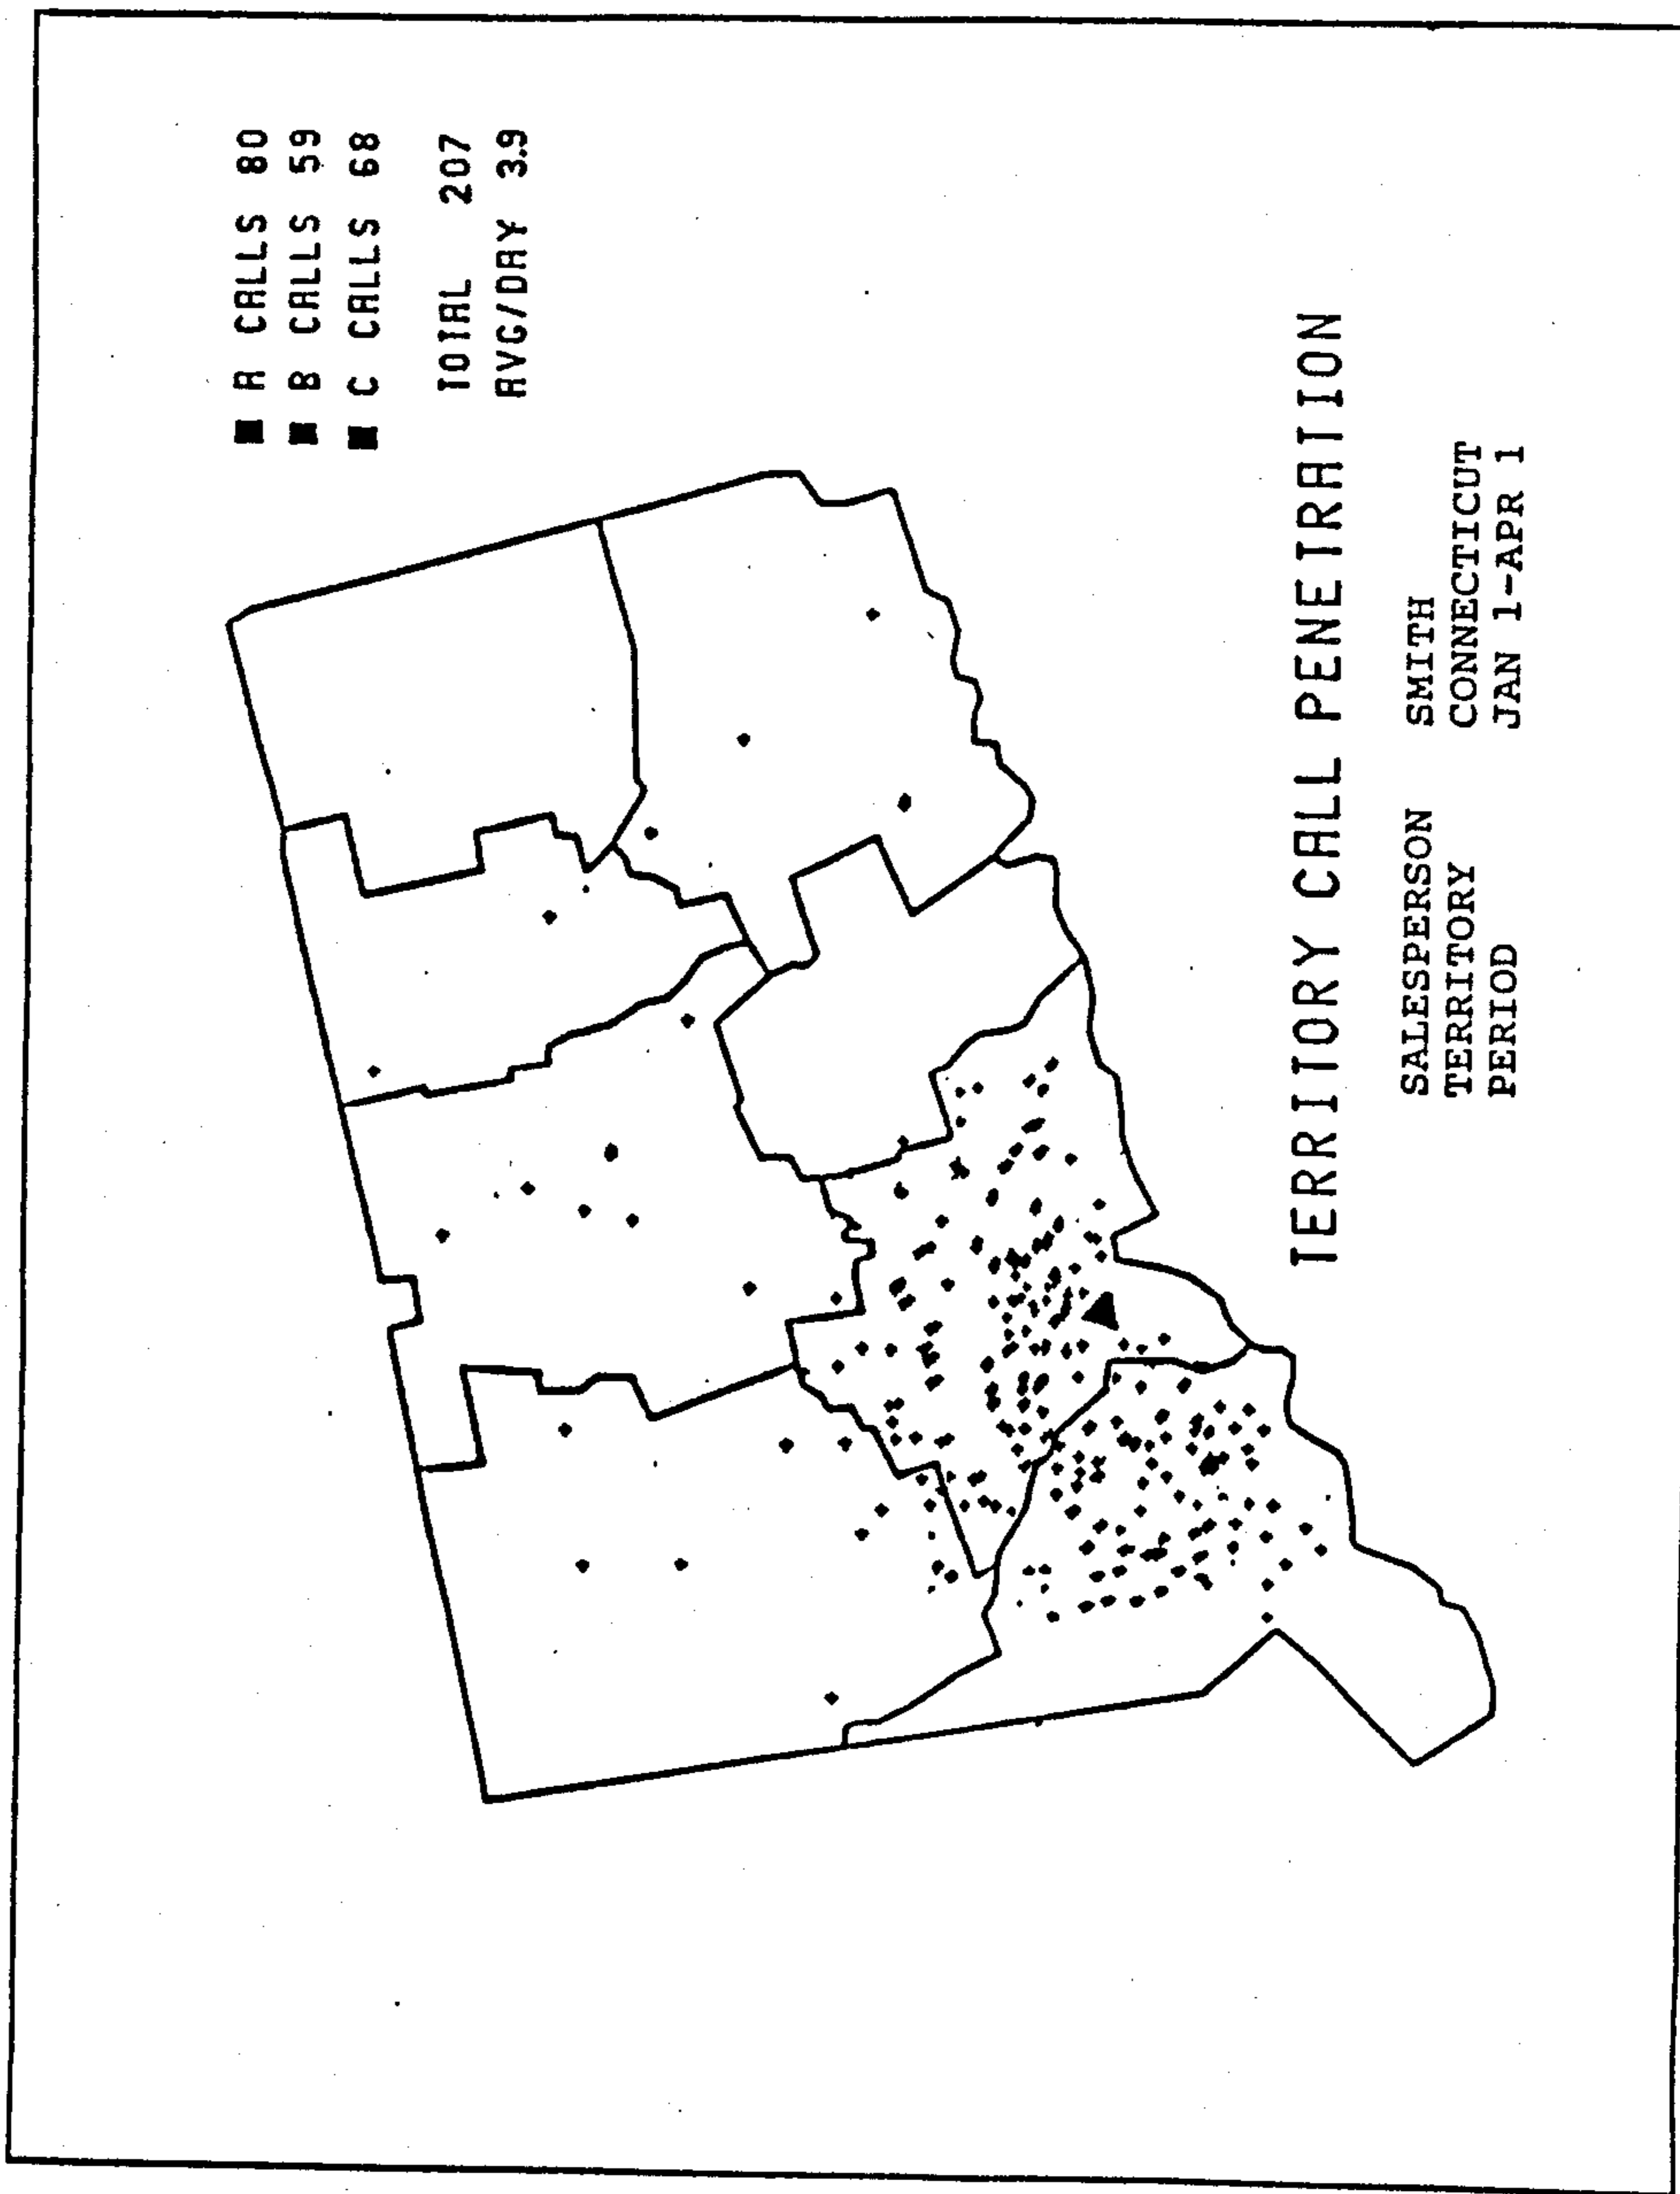 ■ A CALLS 80
■ B CALLS 59
■ C CALLS 68
TOTAL 207
AVG/DAY 3.9
TERRITORY CALL PENETRATION
SALESPERSON SMITH
TERRITORY CONNECTICUT
PERIOD JAN 1-APR 1